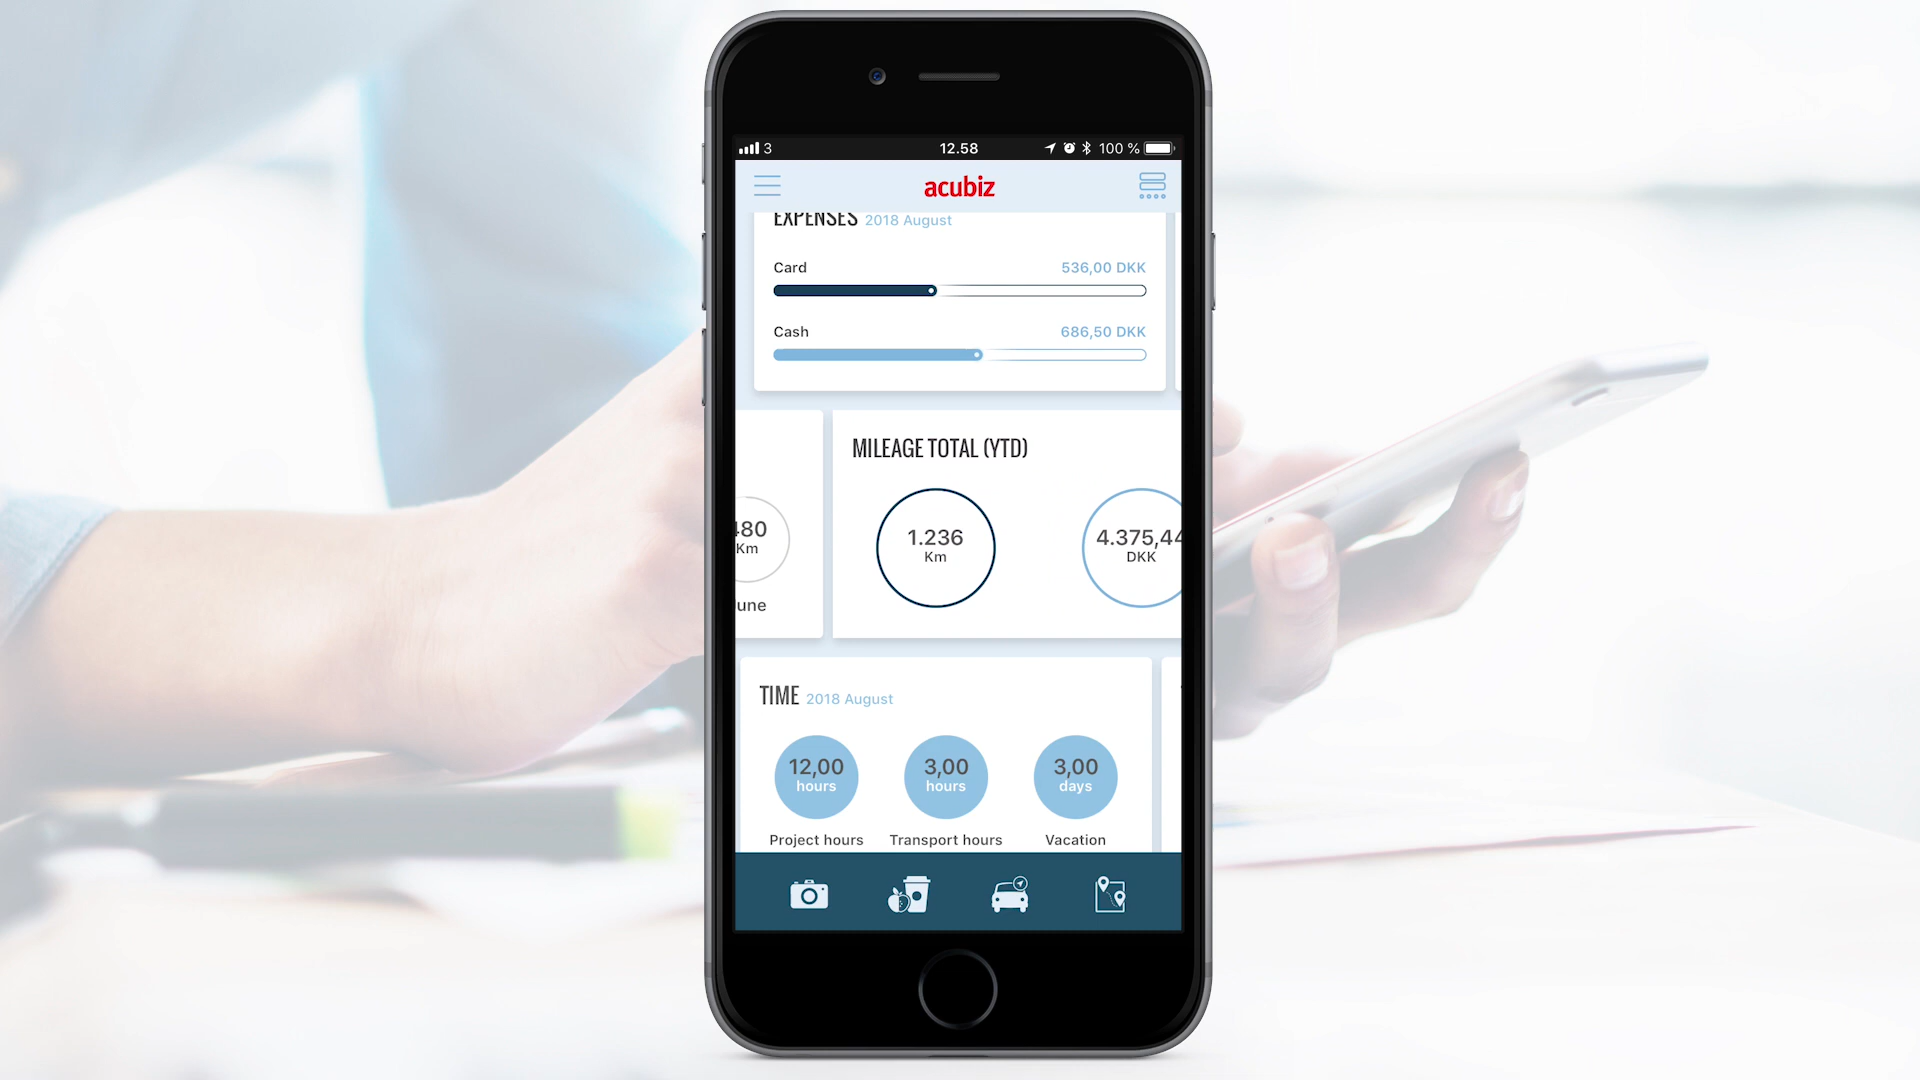 3 12.58 100 %
acubiz
EXPENSES 2018 August
Card 536,00 DKK
Cash 686,50 DKK
MILEAGE TOTAL (YTD)
480 1.236 4.375,44
Km Km DKK
une
TIME 2018 August
12,00 3,00 3,00
hours hours days
Project hours Transport hours Vacation